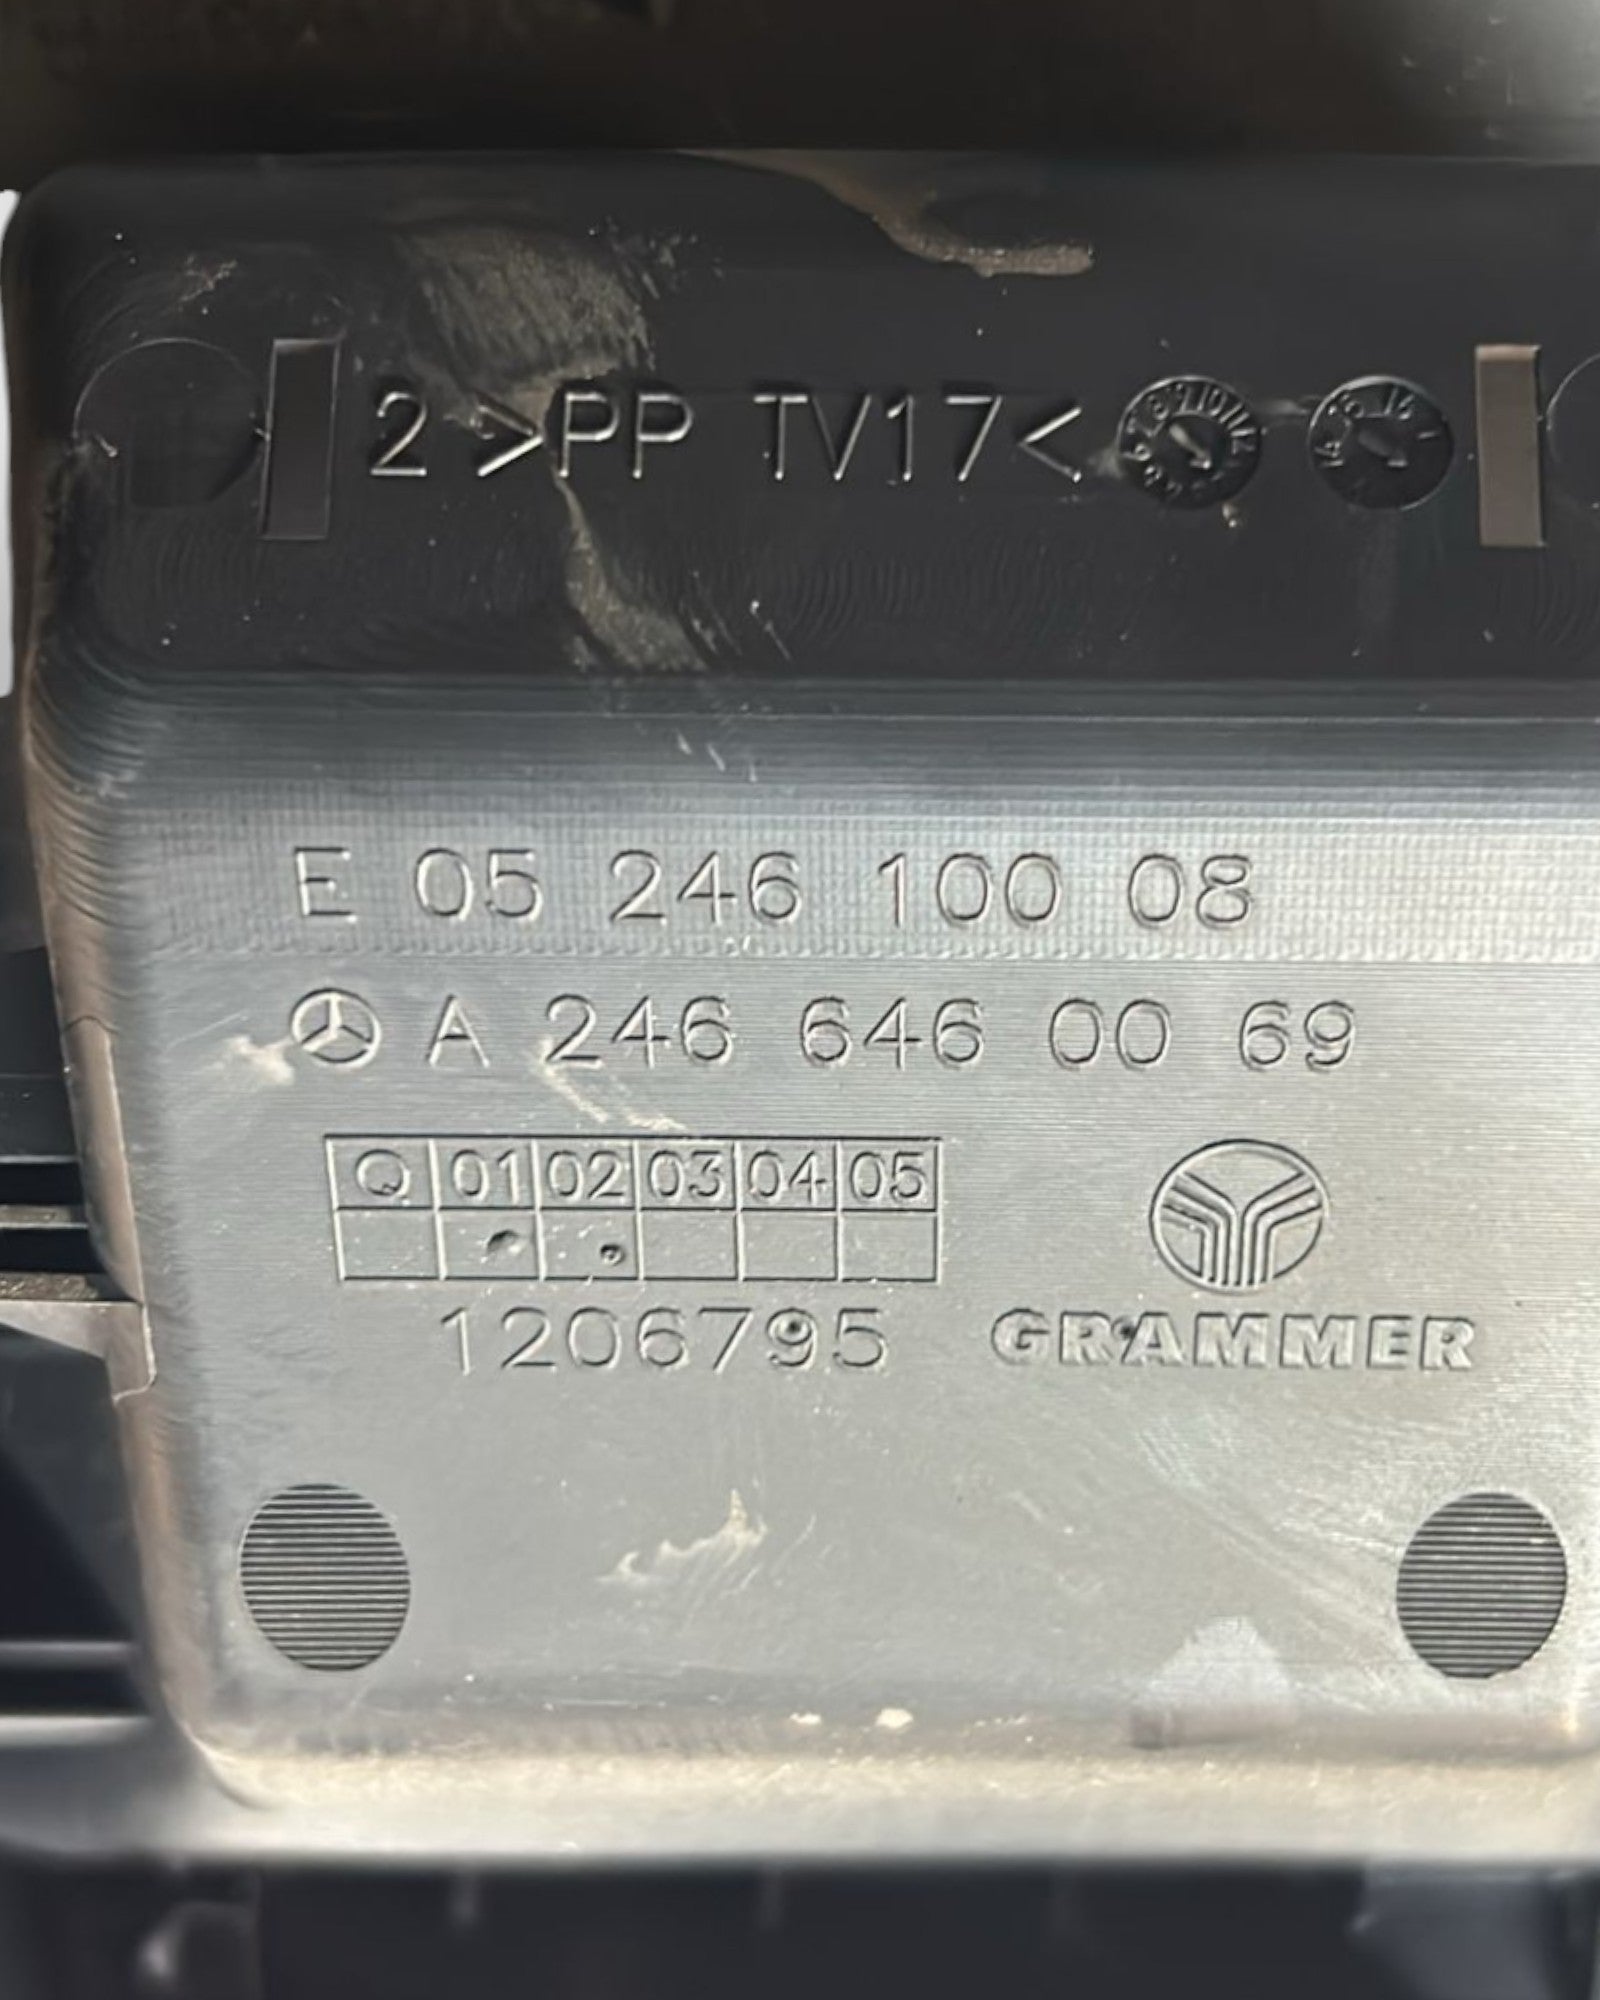 2 >PP TV17<
E 05 246 100 08
A 246 646 00 69
Q 01 02 03 04 05
1206795
GRAMMER